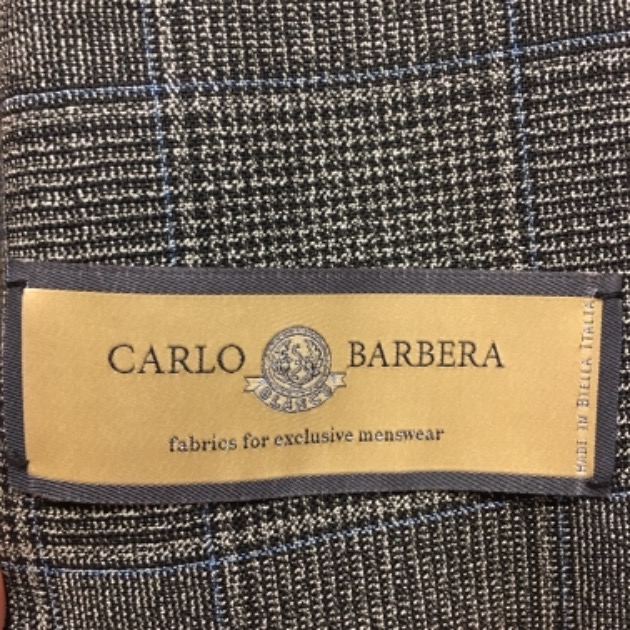 CARLO BARBERA
fabrics for exclusive menswear
MADE IN BIELLA ITALIA